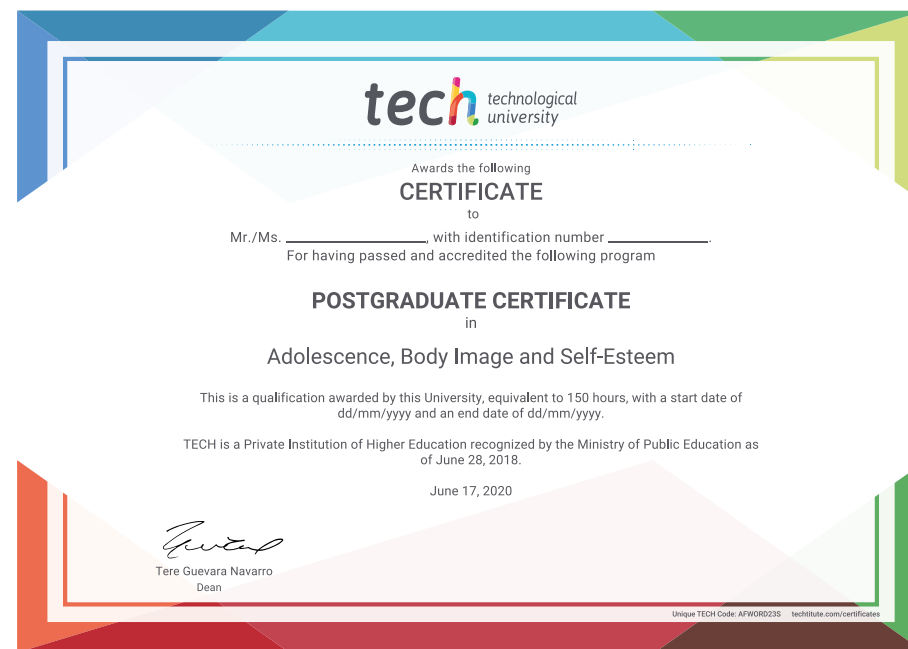 tech technological
university
Awards the following
CERTIFICATE
to
Mr./Ms. ____________________, with identification number ______________.
For having passed and accredited the following program
POSTGRADUATE CERTIFICATE
in
Adolescence, Body Image and Self-Esteem
This is a qualification awarded by this University, equivalent to 150 hours, with a start date of
dd/mm/yyyy and an end date of dd/mm/yyyy.
TECH is a Private Institution of Higher Education recognized by the Ministry of Public Education as
of June 28, 2018.
June 17, 2020
Tere Guevara Navarro
Dean
Unique TECH Code: AFWORD23S techtitute.com/certificates